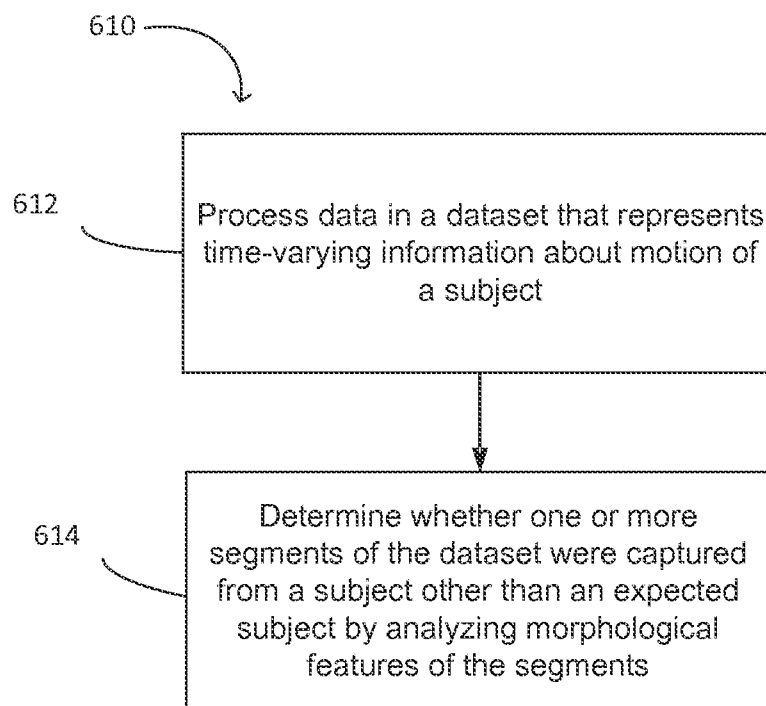 610
612
Process data in a dataset that represents
time-varying information about motion of
a subject
614
Determine whether one or more
segments of the dataset were captured
from a subject other than an expected
subject by analyzing morphological
features of the segments